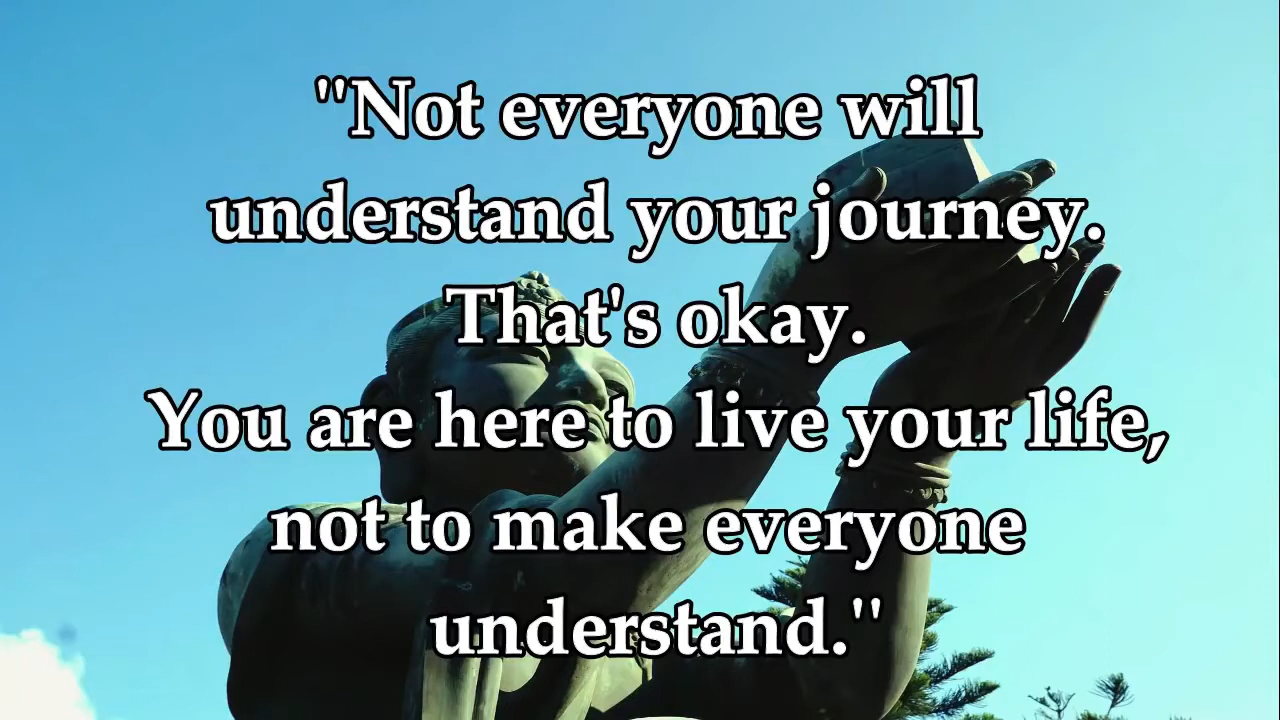 "Not everyone will
understand your journey.
That's okay.
You are here to live your life,
not to make everyone
understand."